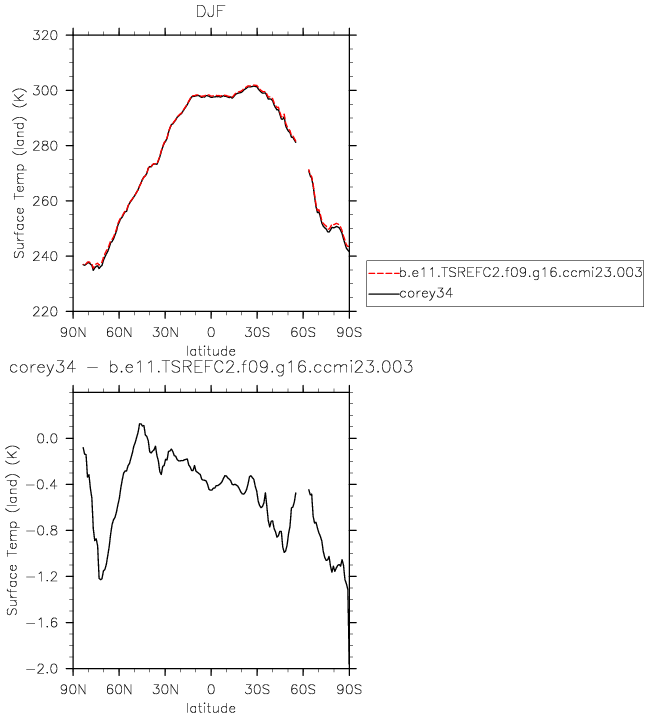 DJF
320
300
280
260
240
220
Surface Temp (land) (K)
90N 60N 30N 0 30S 60S 90S
latitude
b.e11.TSREFC2.f09.g16.ccmi23.003
corey34
corey34 − b.e11.TSREFC2.f09.g16.ccmi23.003
0.0
−0.4
−0.8
−1.2
−1.6
−2.0
Surface Temp (land) (K)
90N 60N 30N 0 30S 60S 90S
latitude